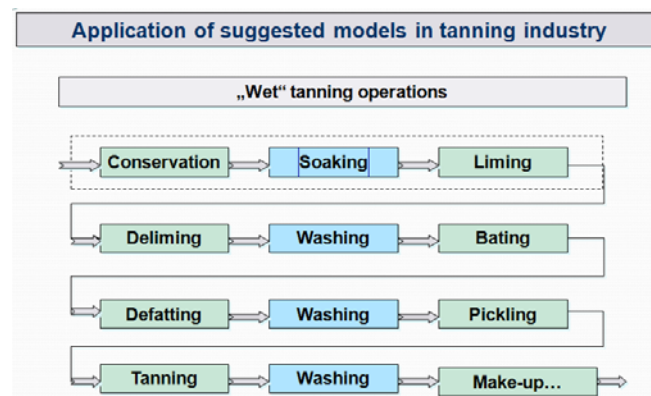 Application of suggested models in tanning industry
„Wet“ tanning operations
Conservation
Soaking
Liming
Deliming
Washing
Bating
Defatting
Washing
Pickling
Tanning
Washing
Make-up...